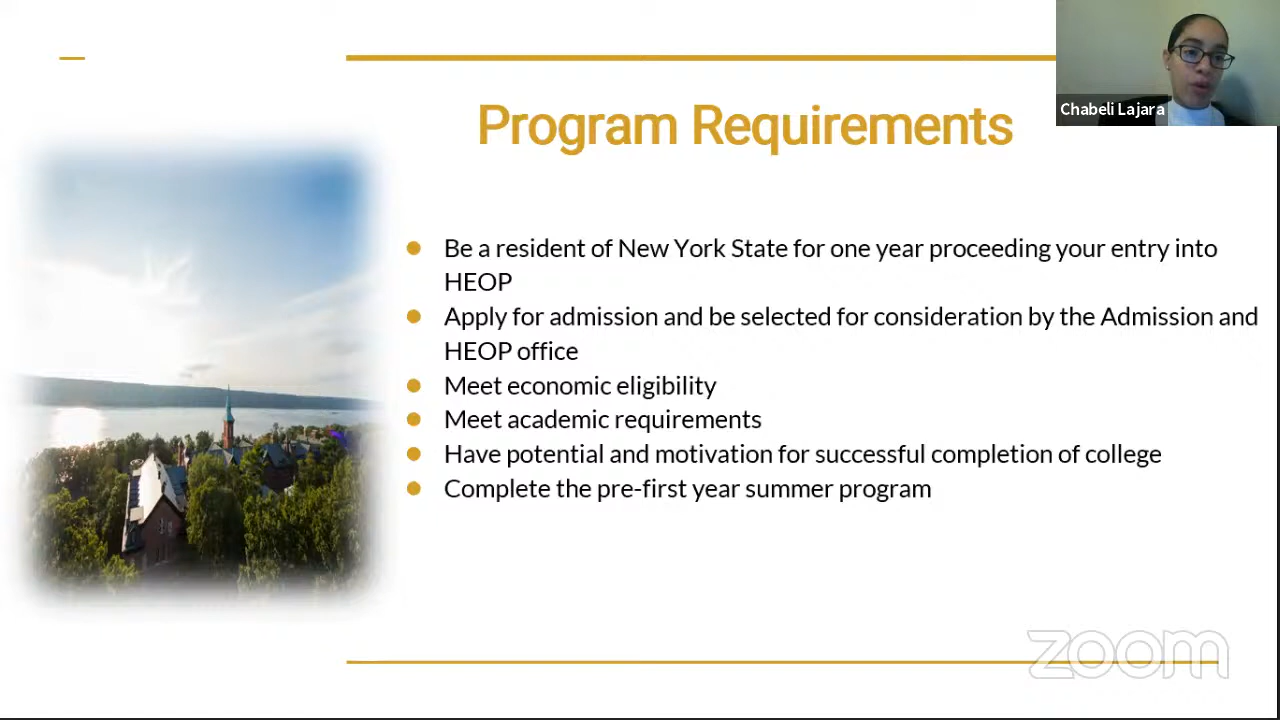 Chabeli Lajara
Program Requirements
Be a resident of New York State for one year proceeding your entry into
HEOP
Apply for admission and be selected for consideration by the Admission and
HEOP office
Meet economic eligibility
Meet academic requirements
Have potential and motivation for successful completion of college
Complete the pre-first year summer program
zoom